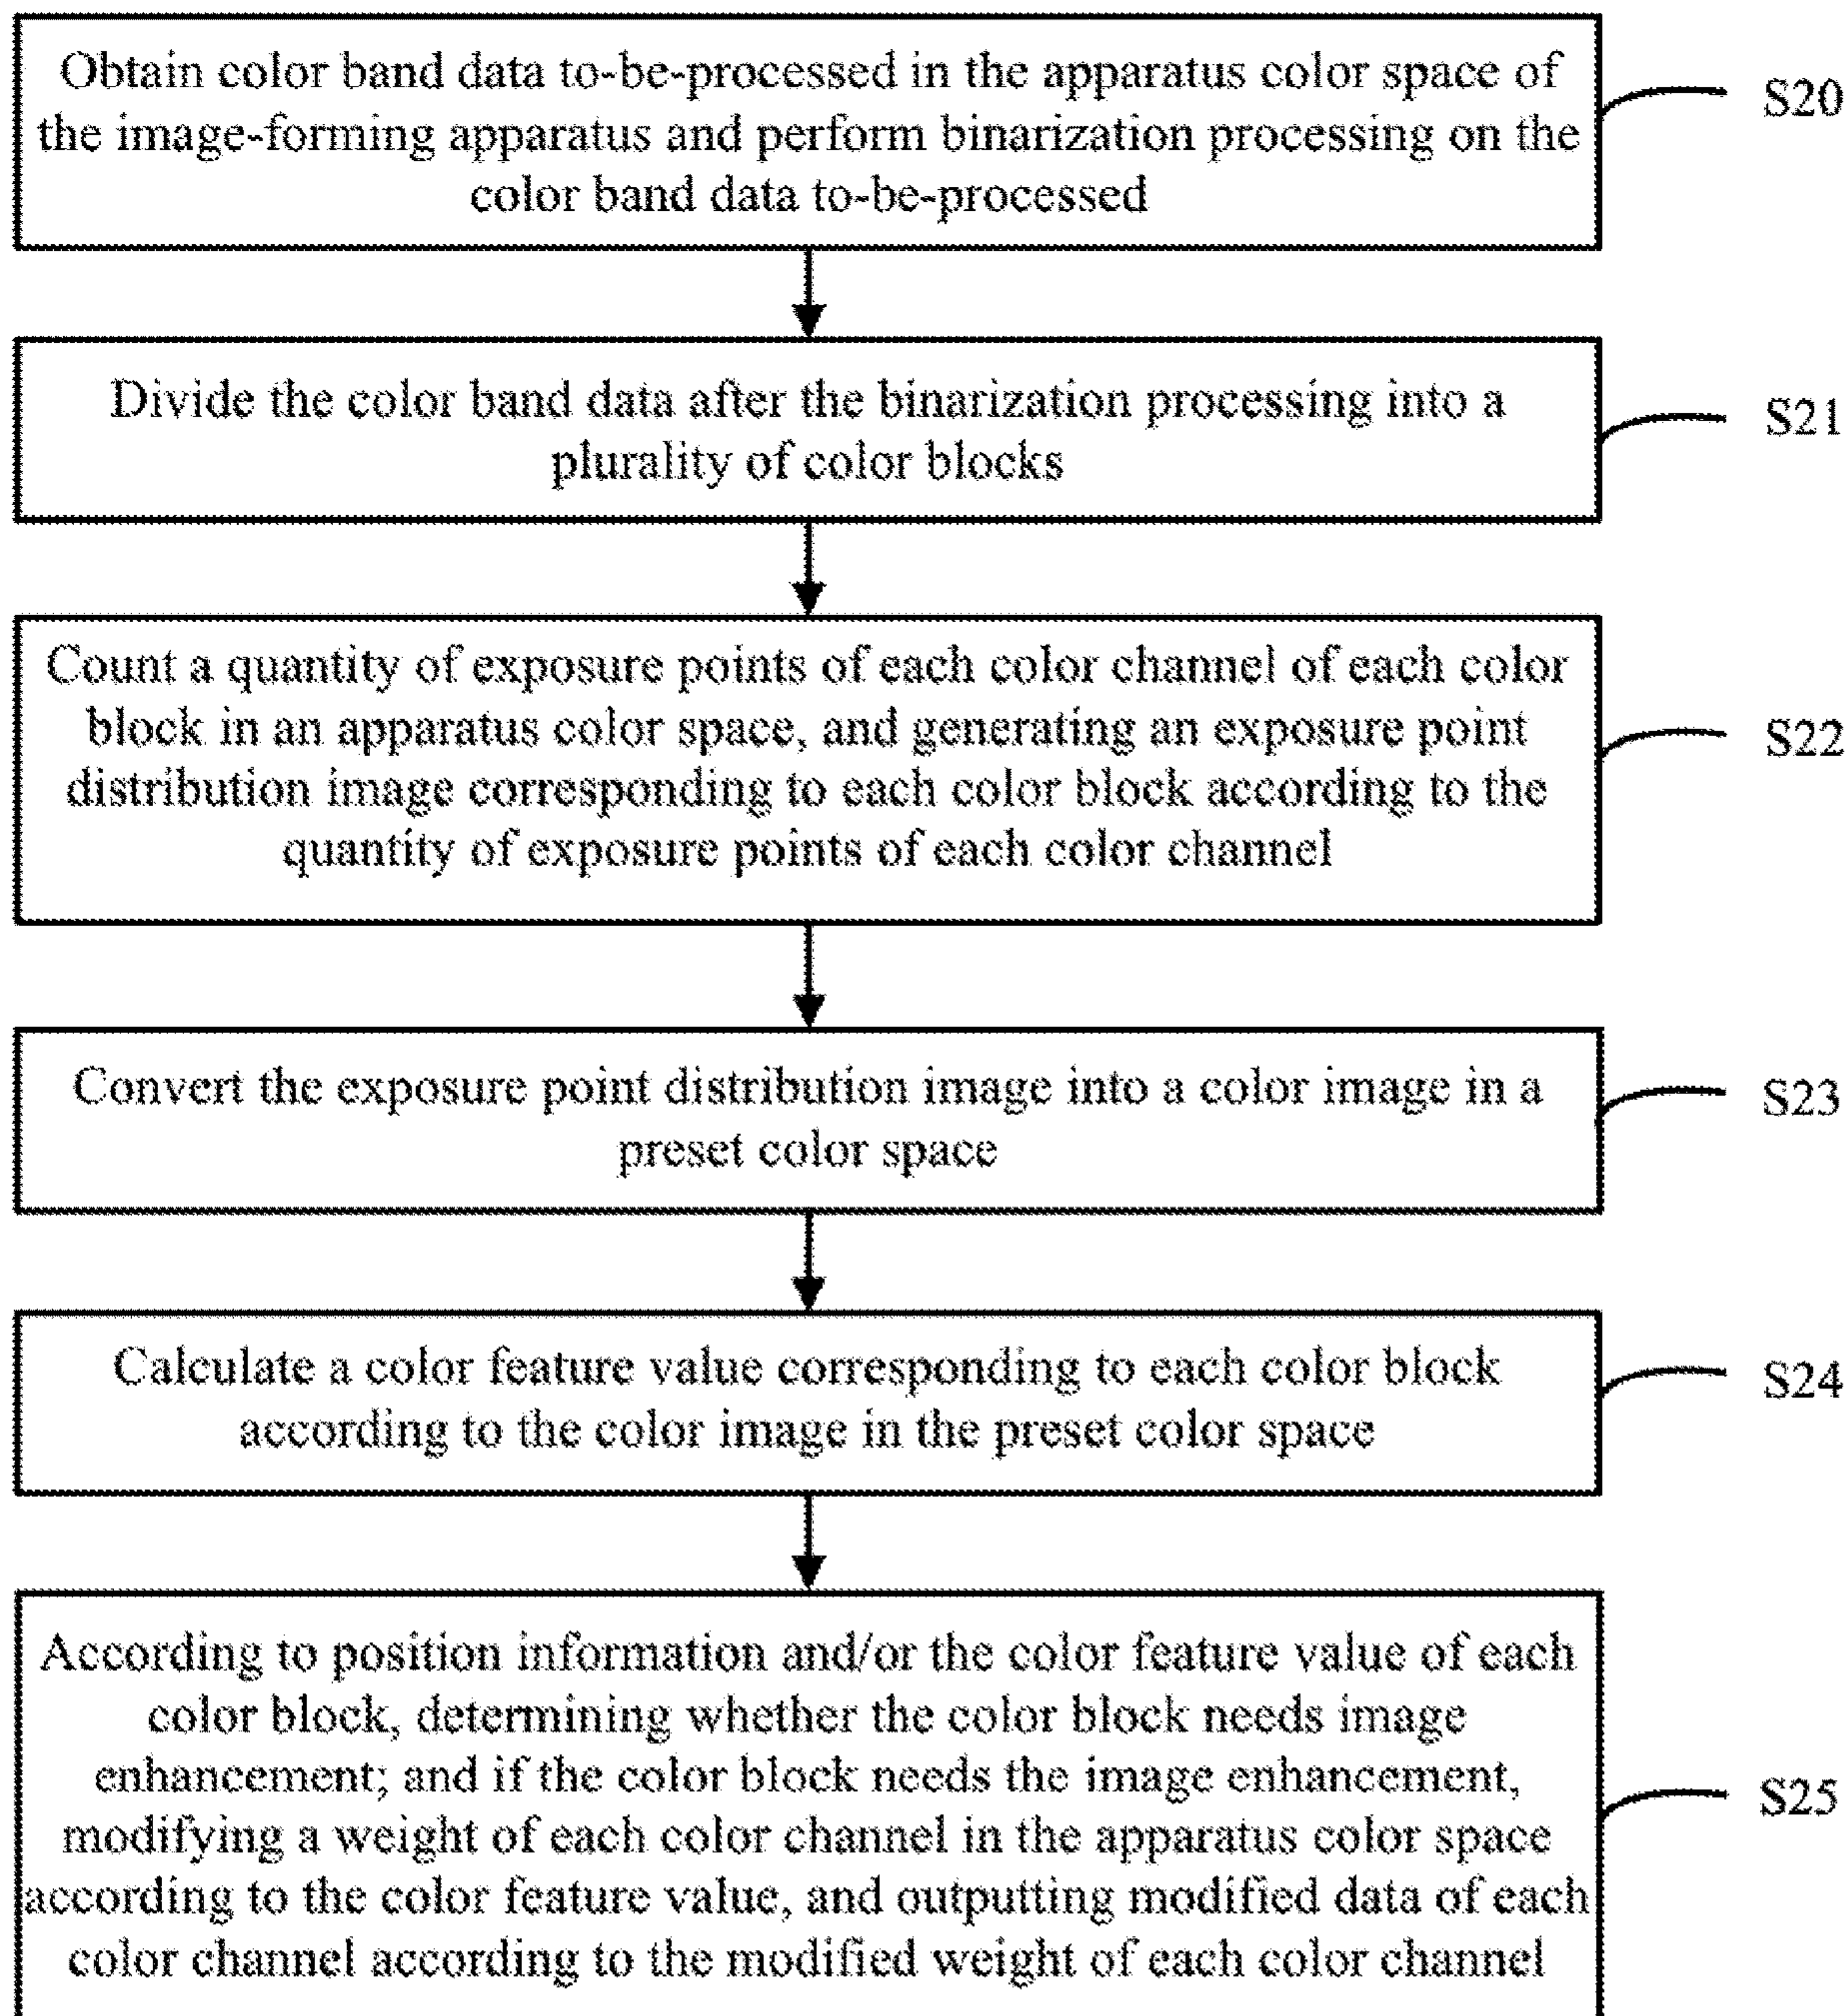 Obtain color band data to-be-processed in the apparatus color space of
the image-forming apparatus and perform binarization processing on the
color band data to-be-processed
S20
Divide the color band data after the binarization processing into a
plurality of color blocks
S21
Count a quantity of exposure points of each color channel of each color
block in an apparatus color space, and generating an exposure point
distribution image corresponding to each color block according to the
quantity of exposure points of each color channel
S22
Convert the exposure point distribution image into a color image in a
preset color space
S23
Calculate a color feature value corresponding to each color block
according to the color image in the preset color space
S24
According to position information and/or the color feature value of each
color block, determining whether the color block needs image
enhancement; and if the color block needs the image enhancement,
modifying a weight of each color channel in the apparatus color space
according to the color feature value, and outputting modified data of each
color channel according to the modified weight of each color channel
S25